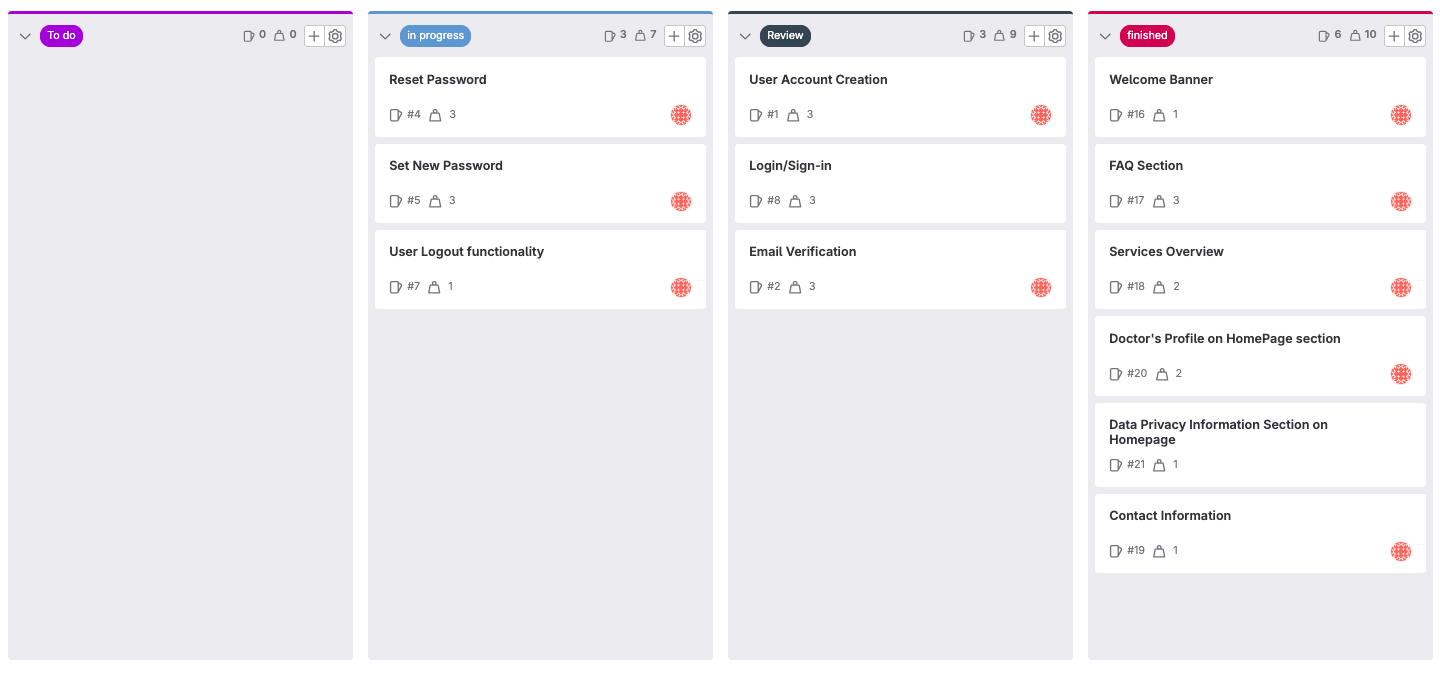 To do 0 0
in progress 3 7
Reset Password
#4 3
Set New Password
#5 3
User Logout functionality
#7 1
Review 3 9
User Account Creation
#1 3
Login/Sign-in
#8 3
Email Verification
#2 3
finished 6 10
Welcome Banner
#16 1
FAQ Section
#17 3
Services Overview
#18 2
Doctor's Profile on HomePage section
#20 2
Data Privacy Information Section on
Homepage
#21 1
Contact Information
#19 1